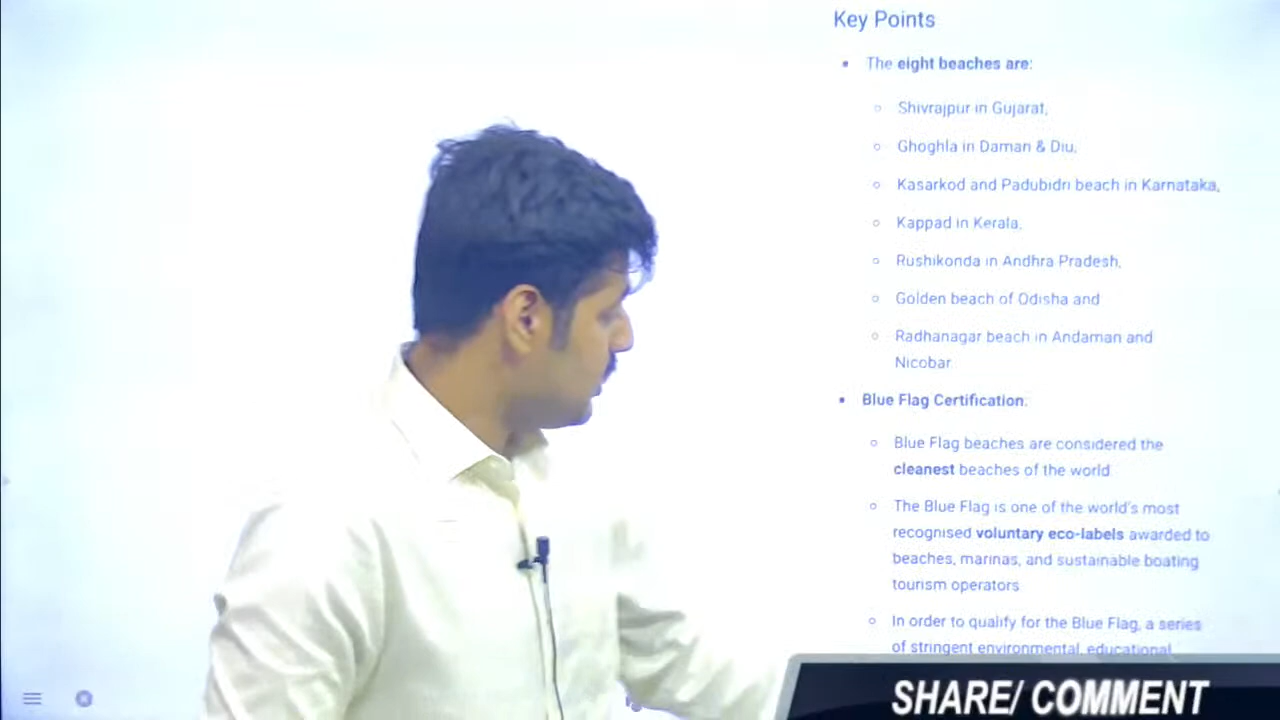 Key Points
The eight beaches are:
Shivrajpur in Gujarat,
Ghoghla in Daman & Diu,
Kasarkod and Padubidri beach in Karnataka,
Kappad in Kerala,
Rushikonda in Andhra Pradesh,
Golden beach of Odisha and
Radhanagar beach in Andaman and
Nicobar.
Blue Flag Certification:
Blue Flag beaches are considered the
cleanest beaches of the world.
The Blue Flag is one of the world's most
recognised voluntary eco-labels awarded to
beaches, marinas, and sustainable boating
tourism operators
In order to qualify for the Blue Flag, a series
of stringent environmental, educational,
SHARE/ COMMENT